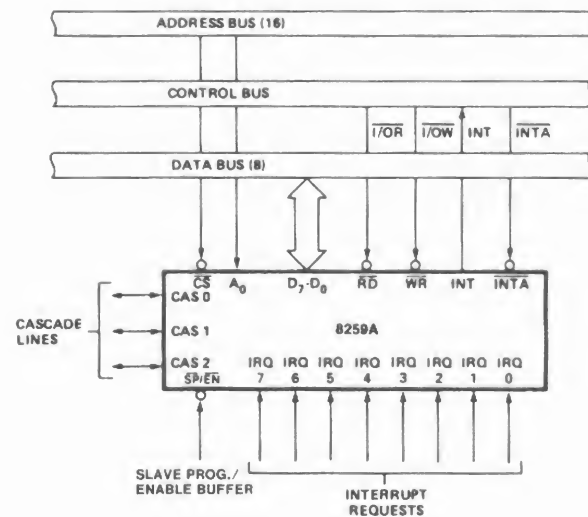 ADDRESS BUS (16)
CONTROL BUS
I/OR I/OW INT INTA
DATA BUS (8)
CS A0 D7-D0 RD WR INT INTA
CASCADE
LINES
CAS 0
CAS 1
CAS 2
8259A
SP/EN
IRQ IRQ IRQ IRQ IRQ IRQ IRQ IRQ
7 6 5 4 3 2 1 0
SLAVE PROG./
ENABLE BUFFER
INTERRUPT
REQUESTS